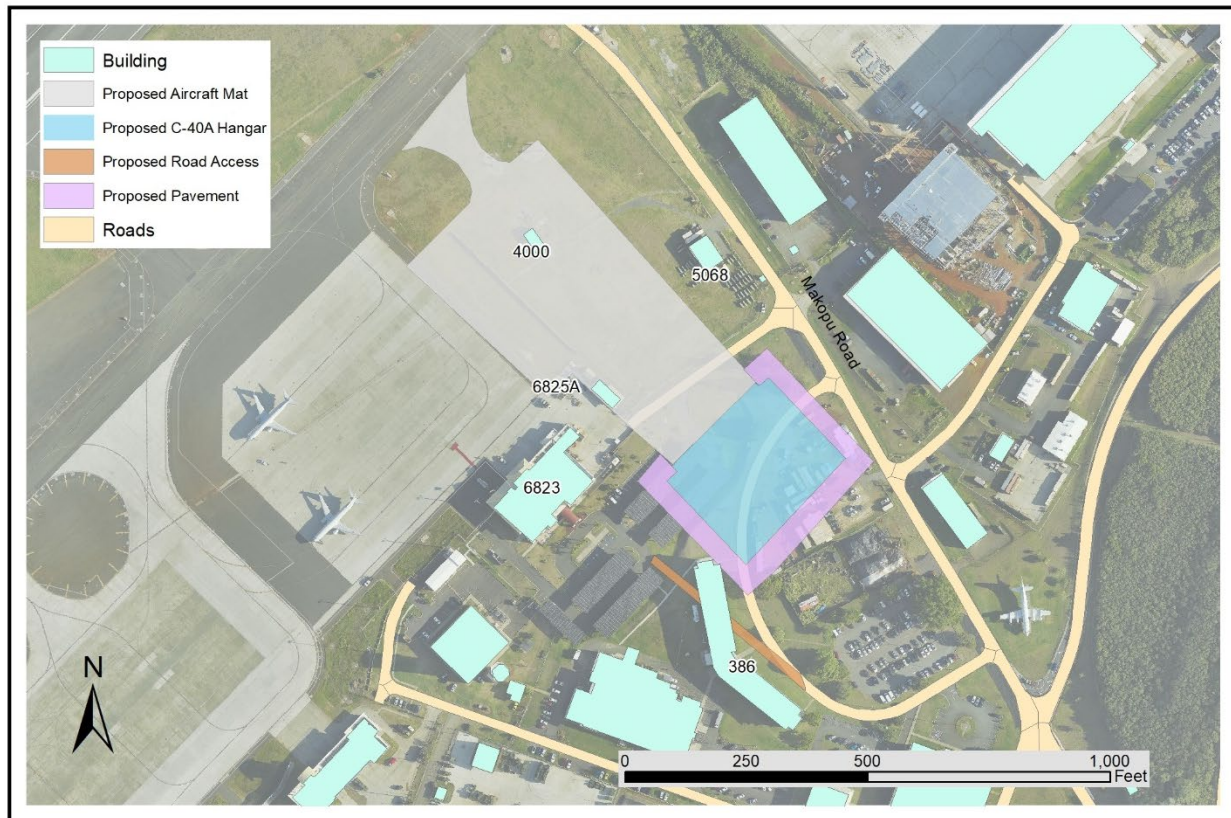 Building
Proposed Aircraft Mat
Proposed C-40A Hangar
Proposed Road Access
Proposed Pavement
Roads
4000
5068
Makopu Road
6825A
6823
386
N
0 250 500 1,000
Feet